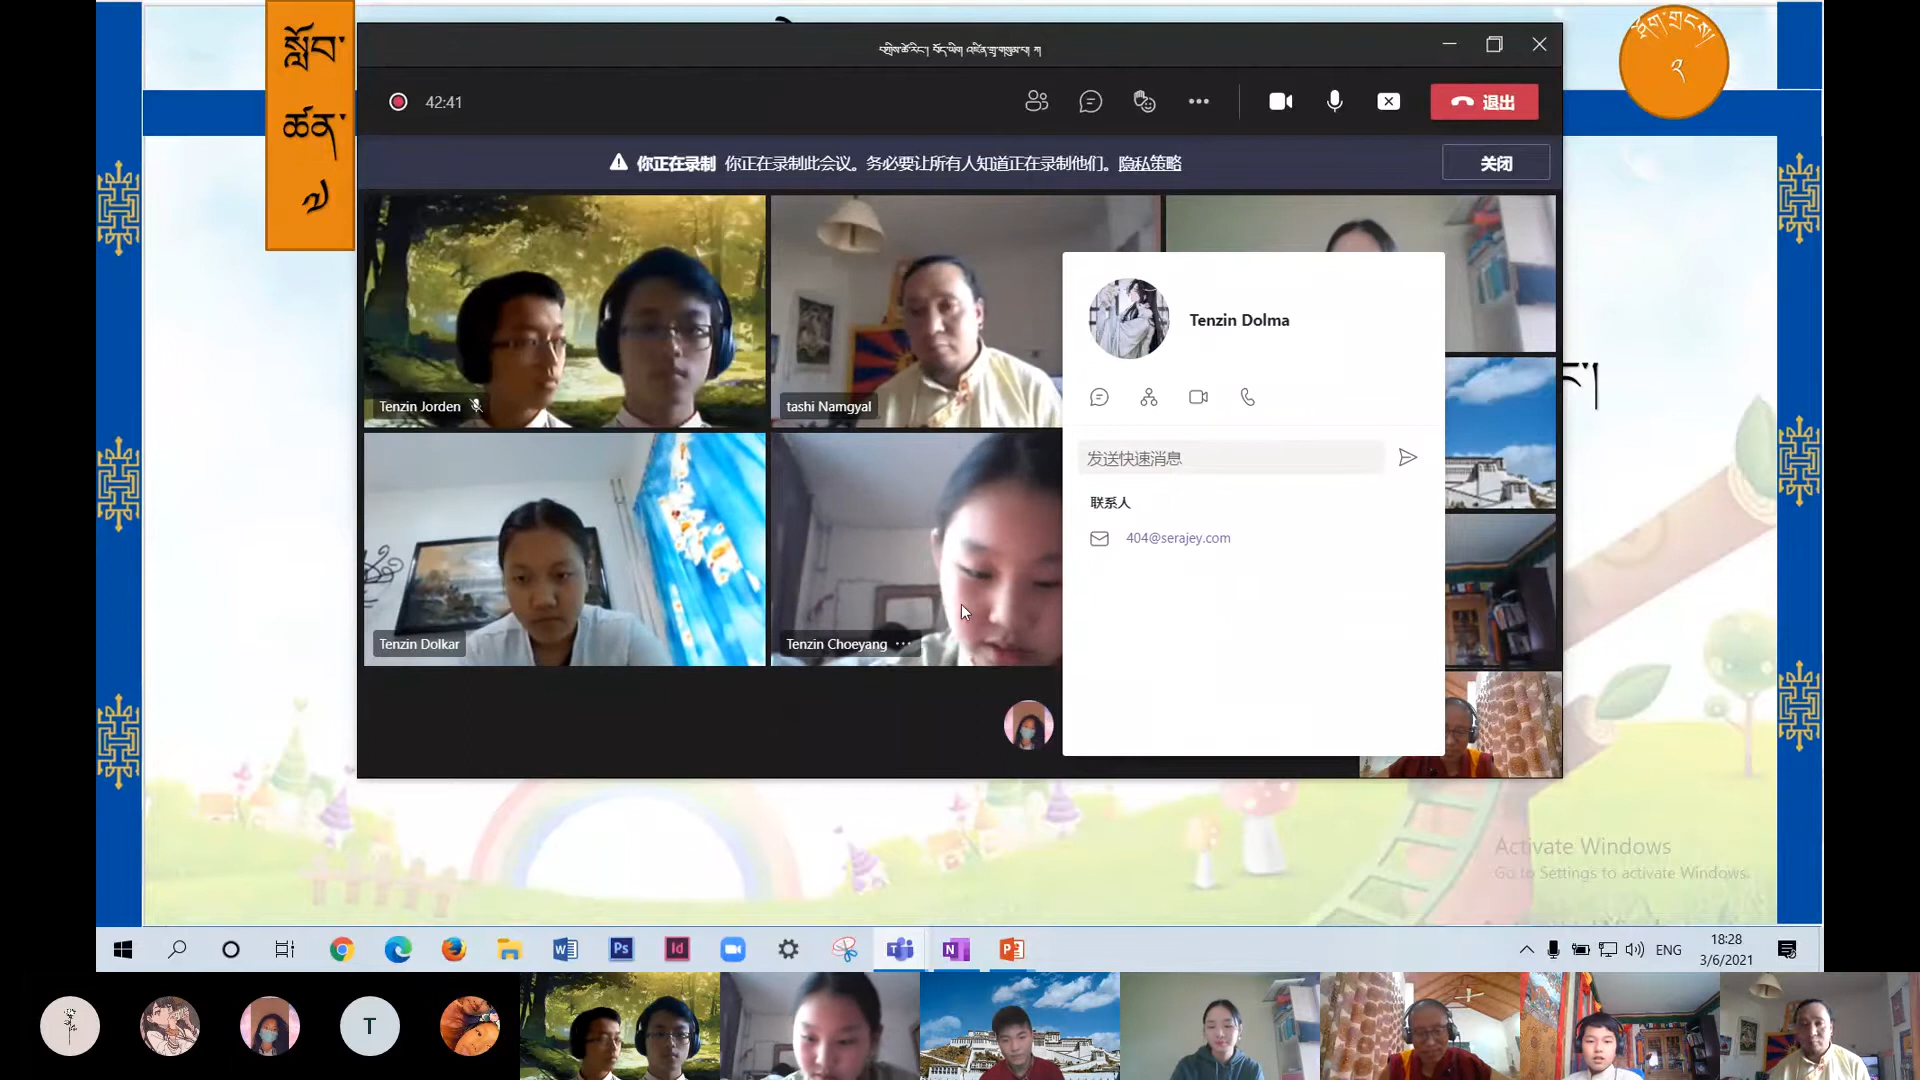 སློབ་
ཚན་
༧
༢
42:41
退出
你正在录制 你正在录制此会议。务必要让所有人知道正在录制他们。隐私策略
关闭
Tenzin Jorden
tashi Namgyal
Tenzin Dolma
发送快速消息
联系人
404@serajey.com
Tenzin Dolkar
Tenzin Choeyang
Activate Windows
Go to Settings to activate Windows.
ENG
18:28
3/6/2021
T